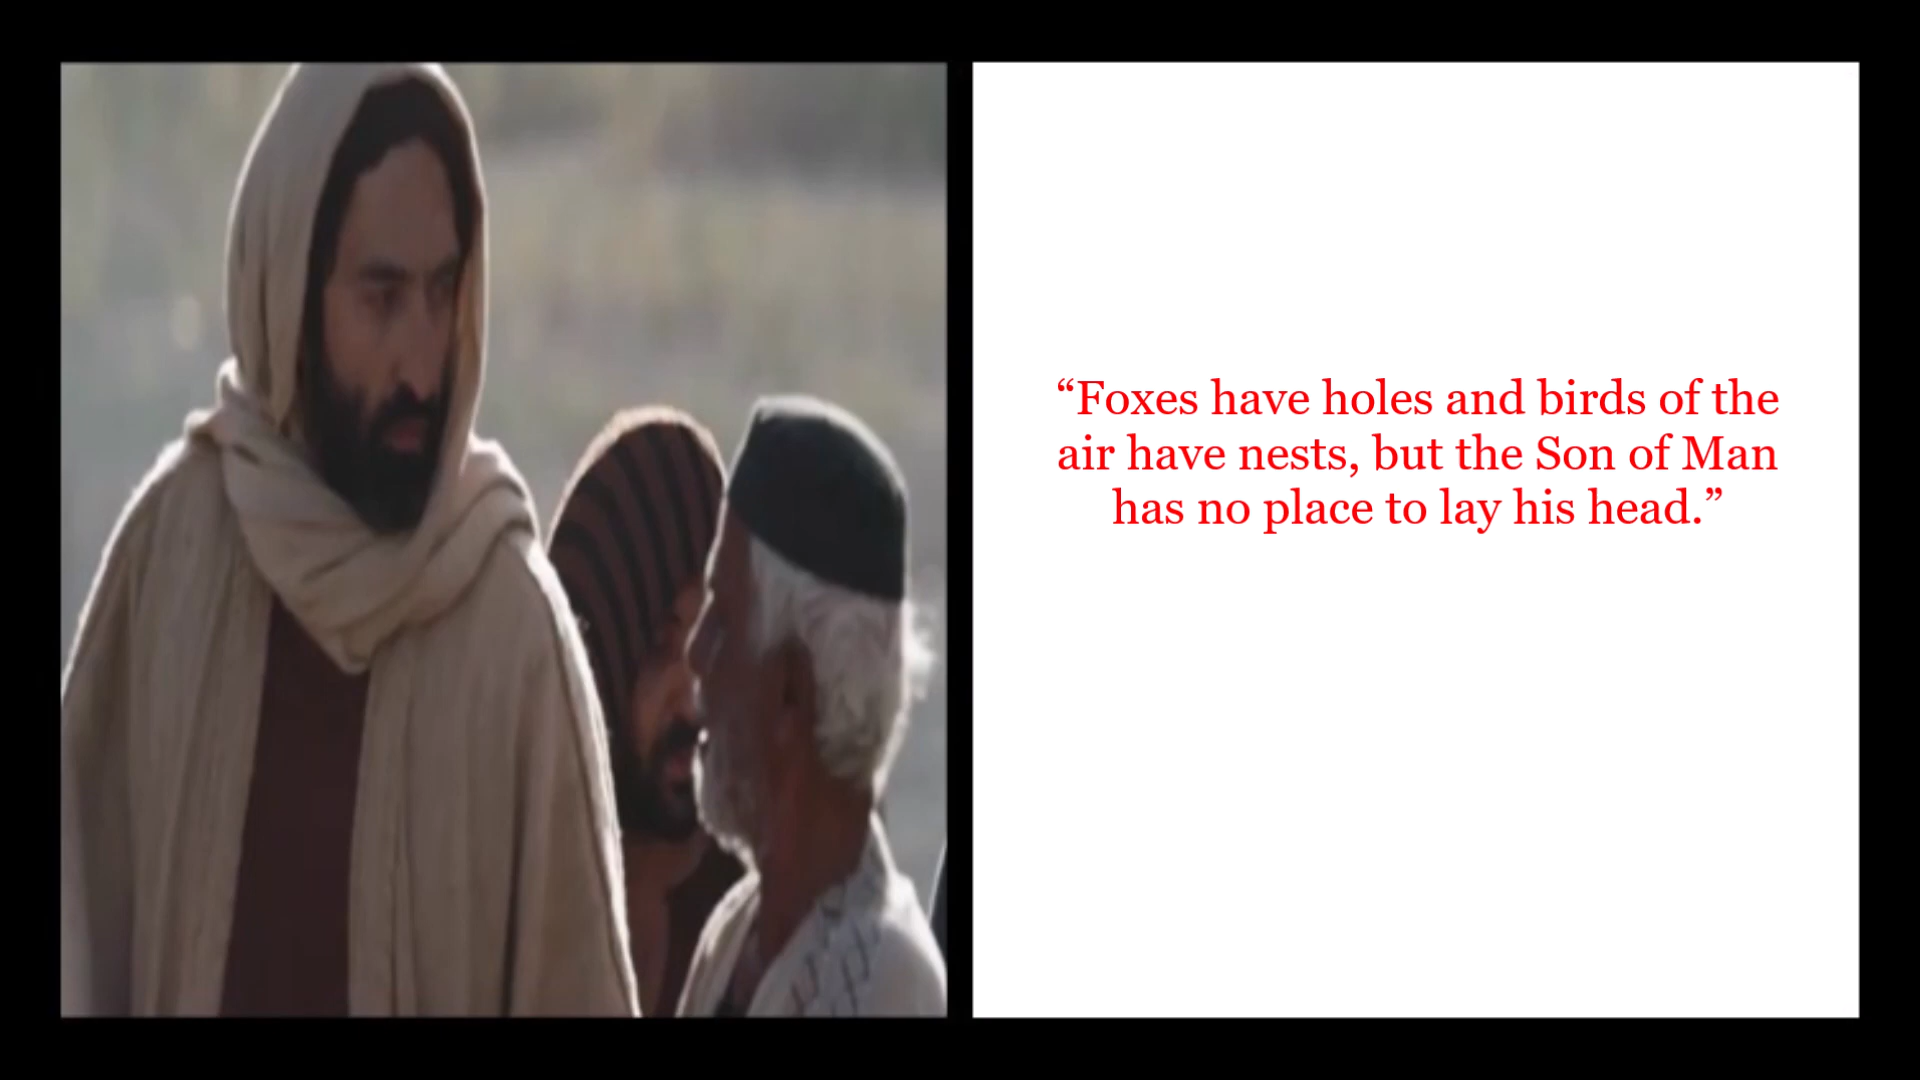 “Foxes have holes and birds of the
air have nests, but the Son of Man
has no place to lay his head.”